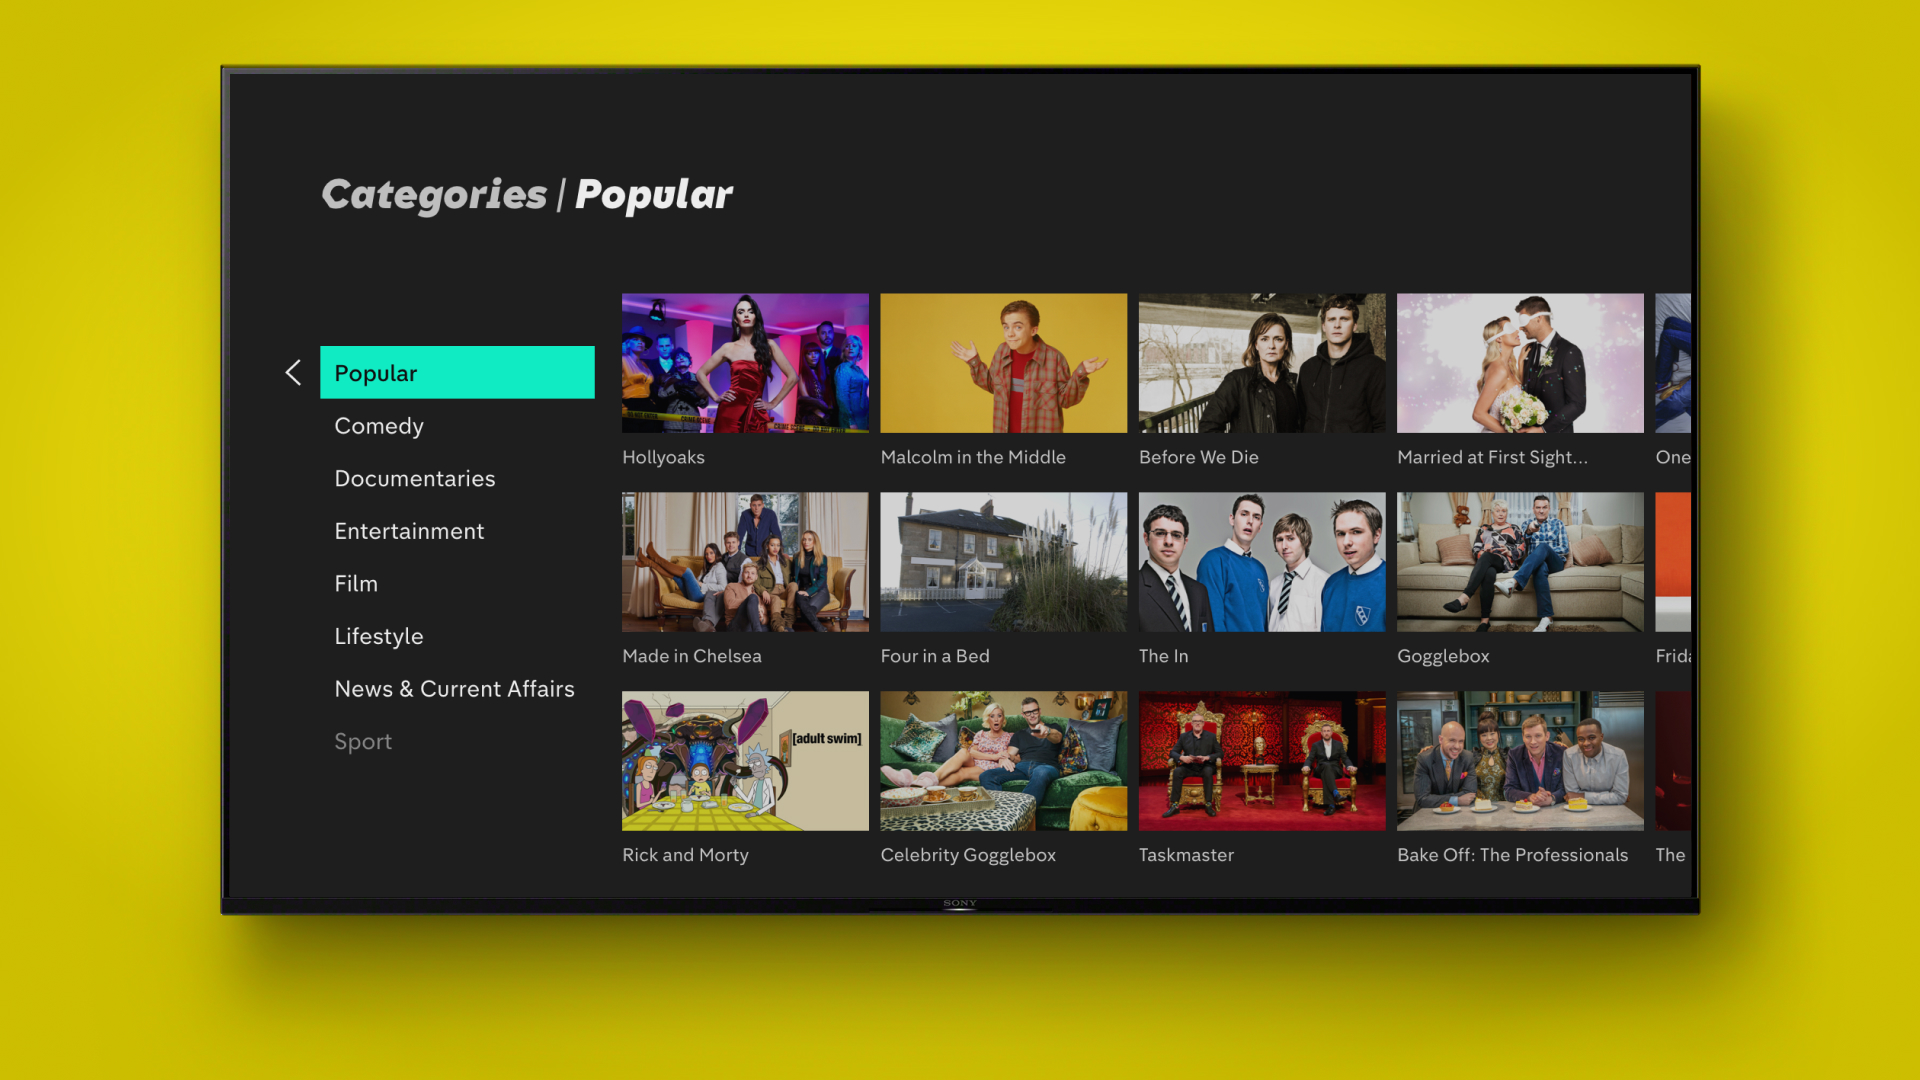 Categories | Popular
Popular
Comedy
Documentaries
Entertainment
Film
Lifestyle
News & Current Affairs
Sport
Hollyoaks
Malcolm in the Middle
Before We Die
Married at First Sight...
One
Made in Chelsea
Four in a Bed
The In
Gogglebox
Frida
[adult swim]
Rick and Morty
Celebrity Gogglebox
Taskmaster
Bake Off: The Professionals
The
SONY